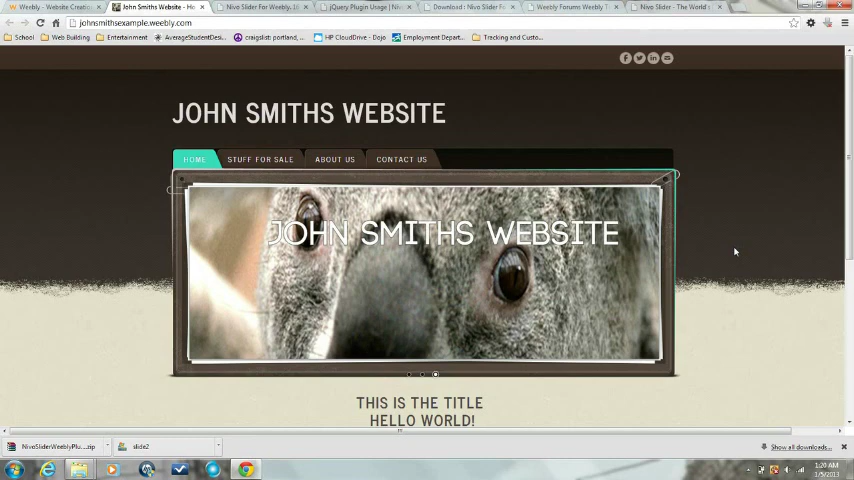 Weebly - Website Creation
John Smiths Website - Ho
Nivo Slider For Weebly.
jQuery Plugin Usage | Niv
Download : Nivo Slider Fo
Weebly Forums Weebly T
Nivo Slider - The World's
johnsmithsexample.weebly.com
School
Web Building
Entertainment
AverageStudentDesi...
craigslist: portland, ...
HP CloudDrive - Dojo
Employment Depart...
Tracking and Custo...
JOHN SMITHS WEBSITE
HOME
STUFF FOR SALE
ABOUT US
CONTACT US
JOHN SMITHS WEBSITE
THIS IS THE TITLE
HELLO WORLD!
NivoSliderWeeblyPlu....zip
slide2
Show all downloads...
1:20 AM
1/5/2013